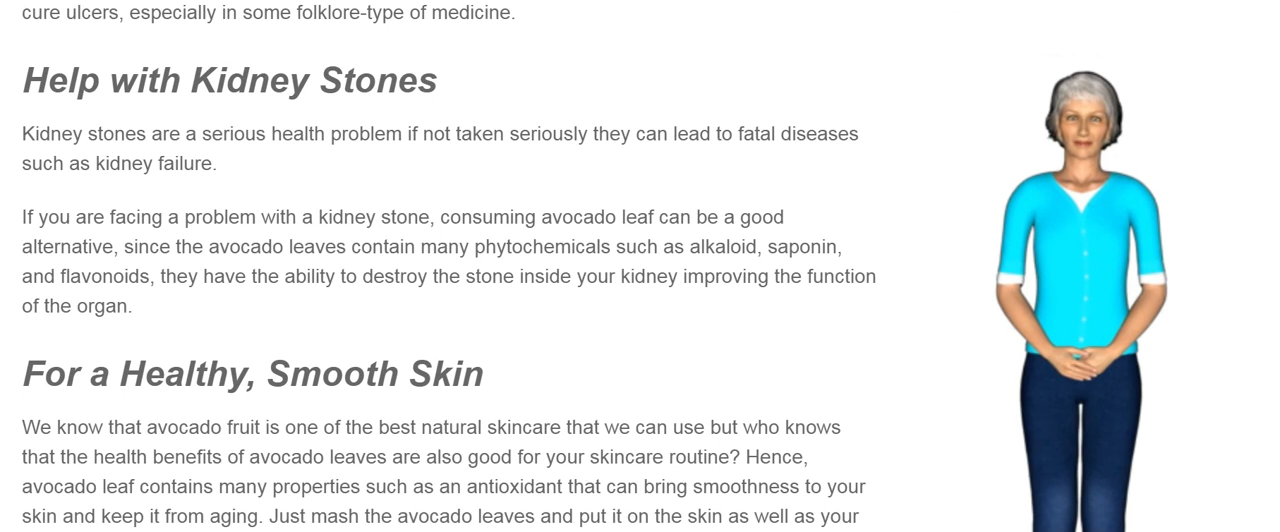 cure ulcers, especially in some folklore-type of medicine.
Help with Kidney Stones
Kidney stones are a serious health problem if not taken seriously they can lead to fatal diseases
such as kidney failure.
If you are facing a problem with a kidney stone, consuming avocado leaf can be a good
alternative, since the avocado leaves contain many phytochemicals such as alkaloid, saponin,
and flavonoids, they have the ability to destroy the stone inside your kidney improving the function
of the organ.
For a Healthy, Smooth Skin
We know that avocado fruit is one of the best natural skincare that we can use but who knows
that the health benefits of avocado leaves are also good for your skincare routine? Hence,
avocado leaf contains many properties such as an antioxidant that can bring smoothness to your
skin and keep it from aging. Just mash the avocado leaves and put it on the skin as well as your